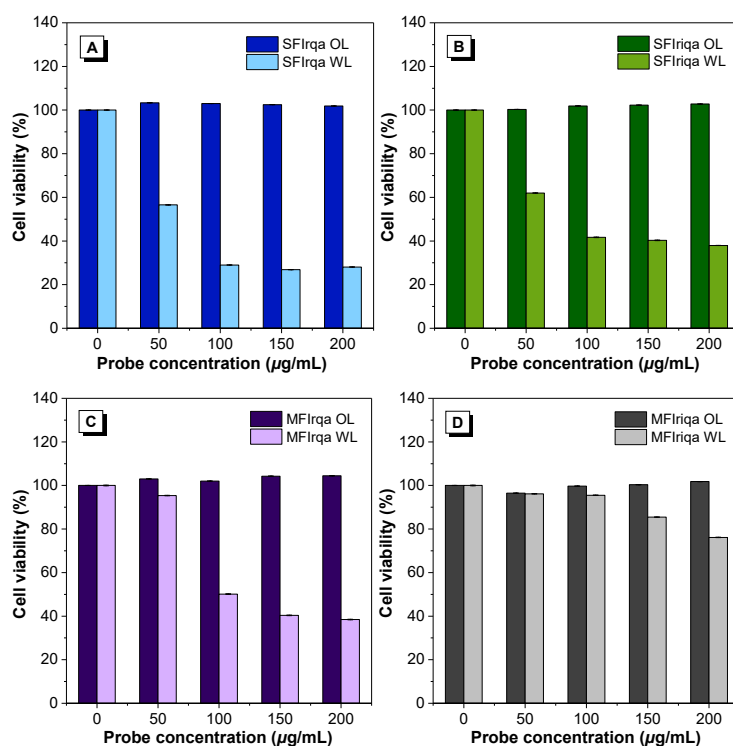 A
SFIrqa OL
SFIrqa WL
Cell viability (%)
140
120
100
80
60
40
20
0
0 50 100 150 200
Probe concentration (µg/mL)
B
SFIriqa OL
SFIriqa WL
Cell viability (%)
140
120
100
80
60
40
20
0
0 50 100 150 200
Probe concentration (µg/mL)
C
MFIrqa OL
MFIrqa WL
Cell viability (%)
140
120
100
80
60
40
20
0
0 50 100 150 200
Probe concentration (µg/mL)
D
MFIriqa OL
MFIriqa WL
Cell viability (%)
140
120
100
80
60
40
20
0
0 50 100 150 200
Probe concentration (µg/mL)